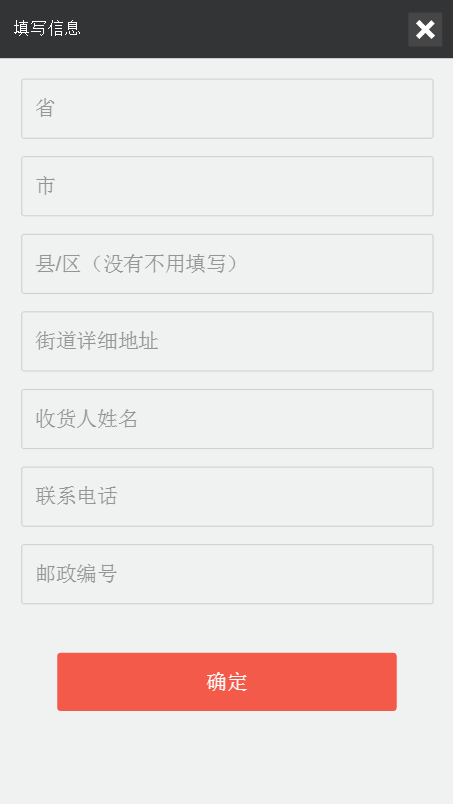 填写信息
省
市
县/区（没有不用填写）
街道详细地址
收货人姓名
联系电话
邮政编号
确定